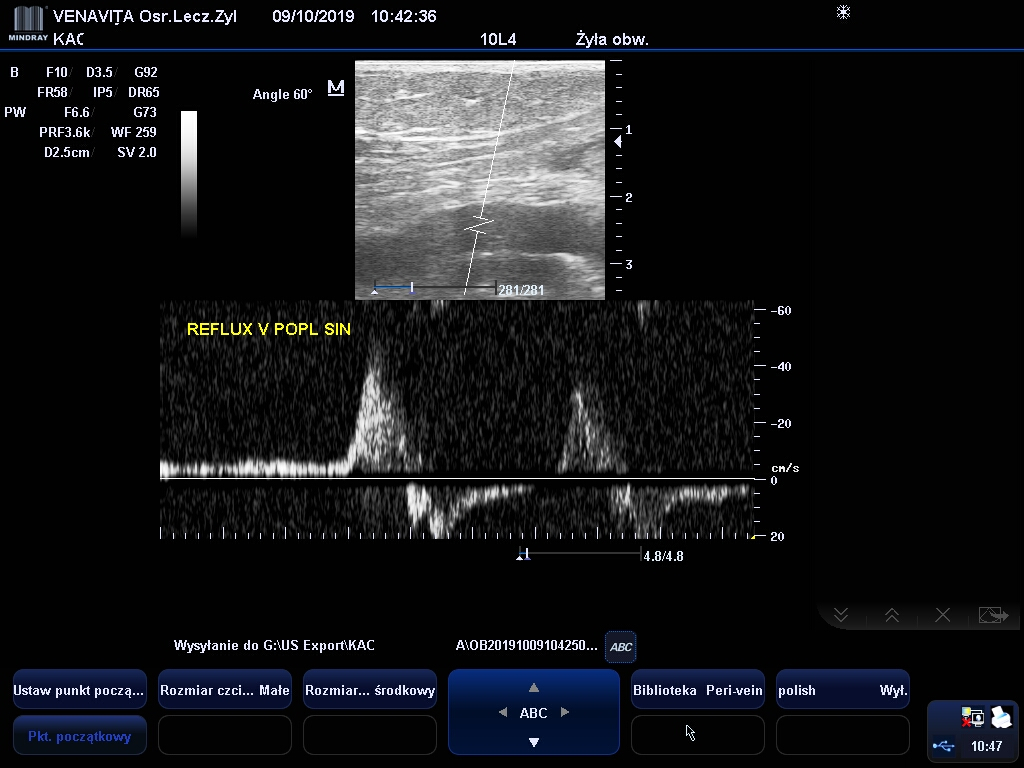 VENAVIȚA Osr.Lecz.Zyl 09/10/2019 10:42:36
MINDRAY KAC 10L4 Żyła obw.
B F10/ D3.5/ G92
FR58/ IP5/ DR65
PW F6.6/ G73
PRF3.6k/ WF 259
D2.5cm/ SV 2.0
Angle 60° M
1
2
3
281/281
REFLUX V POPL SIN
-60
-40
-20
cm/s
0
20
4.8/4.8
Wysyłanie do G:\US Export\KAC A\OB20191009104250... ABC
Ustaw punkt począ... Rozmiar czci... Małe Rozmiar... środkowy ABC Biblioteka Peri-vein polish Wył.
Pkt. początkowy
10:47